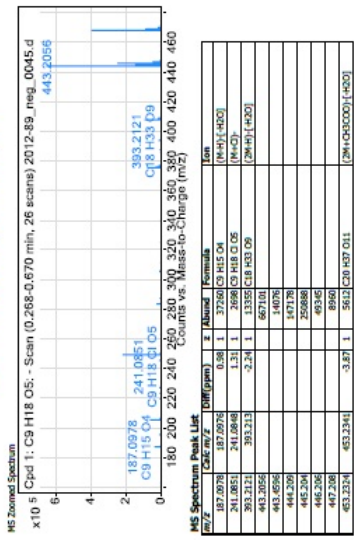 MS Zoomed Spectrum
x10 5
Cpd 1: C9 H18 O5: - Scan (0.268-0.670 min, 26 scans) 2012-89_neg_0045.d
6
4
2
0
443.2056
187.0978
C9 H15 O4
241.0851
C9 H18 Cl O5
393.2121
C18 H33 O9
180 200 220 240 260 280 300 320 340 360 380 400 420 440 460
Counts vs. Mass-to-Charge (m/z)
MS Spectrum Peak List
m/z Calc m/z Diff(ppm) z Abund Formula Ion
187.0978 187.0976 0.98 1 37260 C9 H15 O4 (M-H)-[-H2O]
241.0851 241.0848 1.31 1 2698 C9 H18 Cl O5 (M+Cl)-
393.2121 393.213 -2.24 1 13355 C18 H33 O9 (2M-H)-[-H2O]
443.2056 667101
443.4596 14076
444.209 147178
445.204 250888
446.206 49345
447.208 8960
453.2324 453.2341 -3.87 1 5612 C20 H37 O11 (2M+CH3COO)-[-H2O]